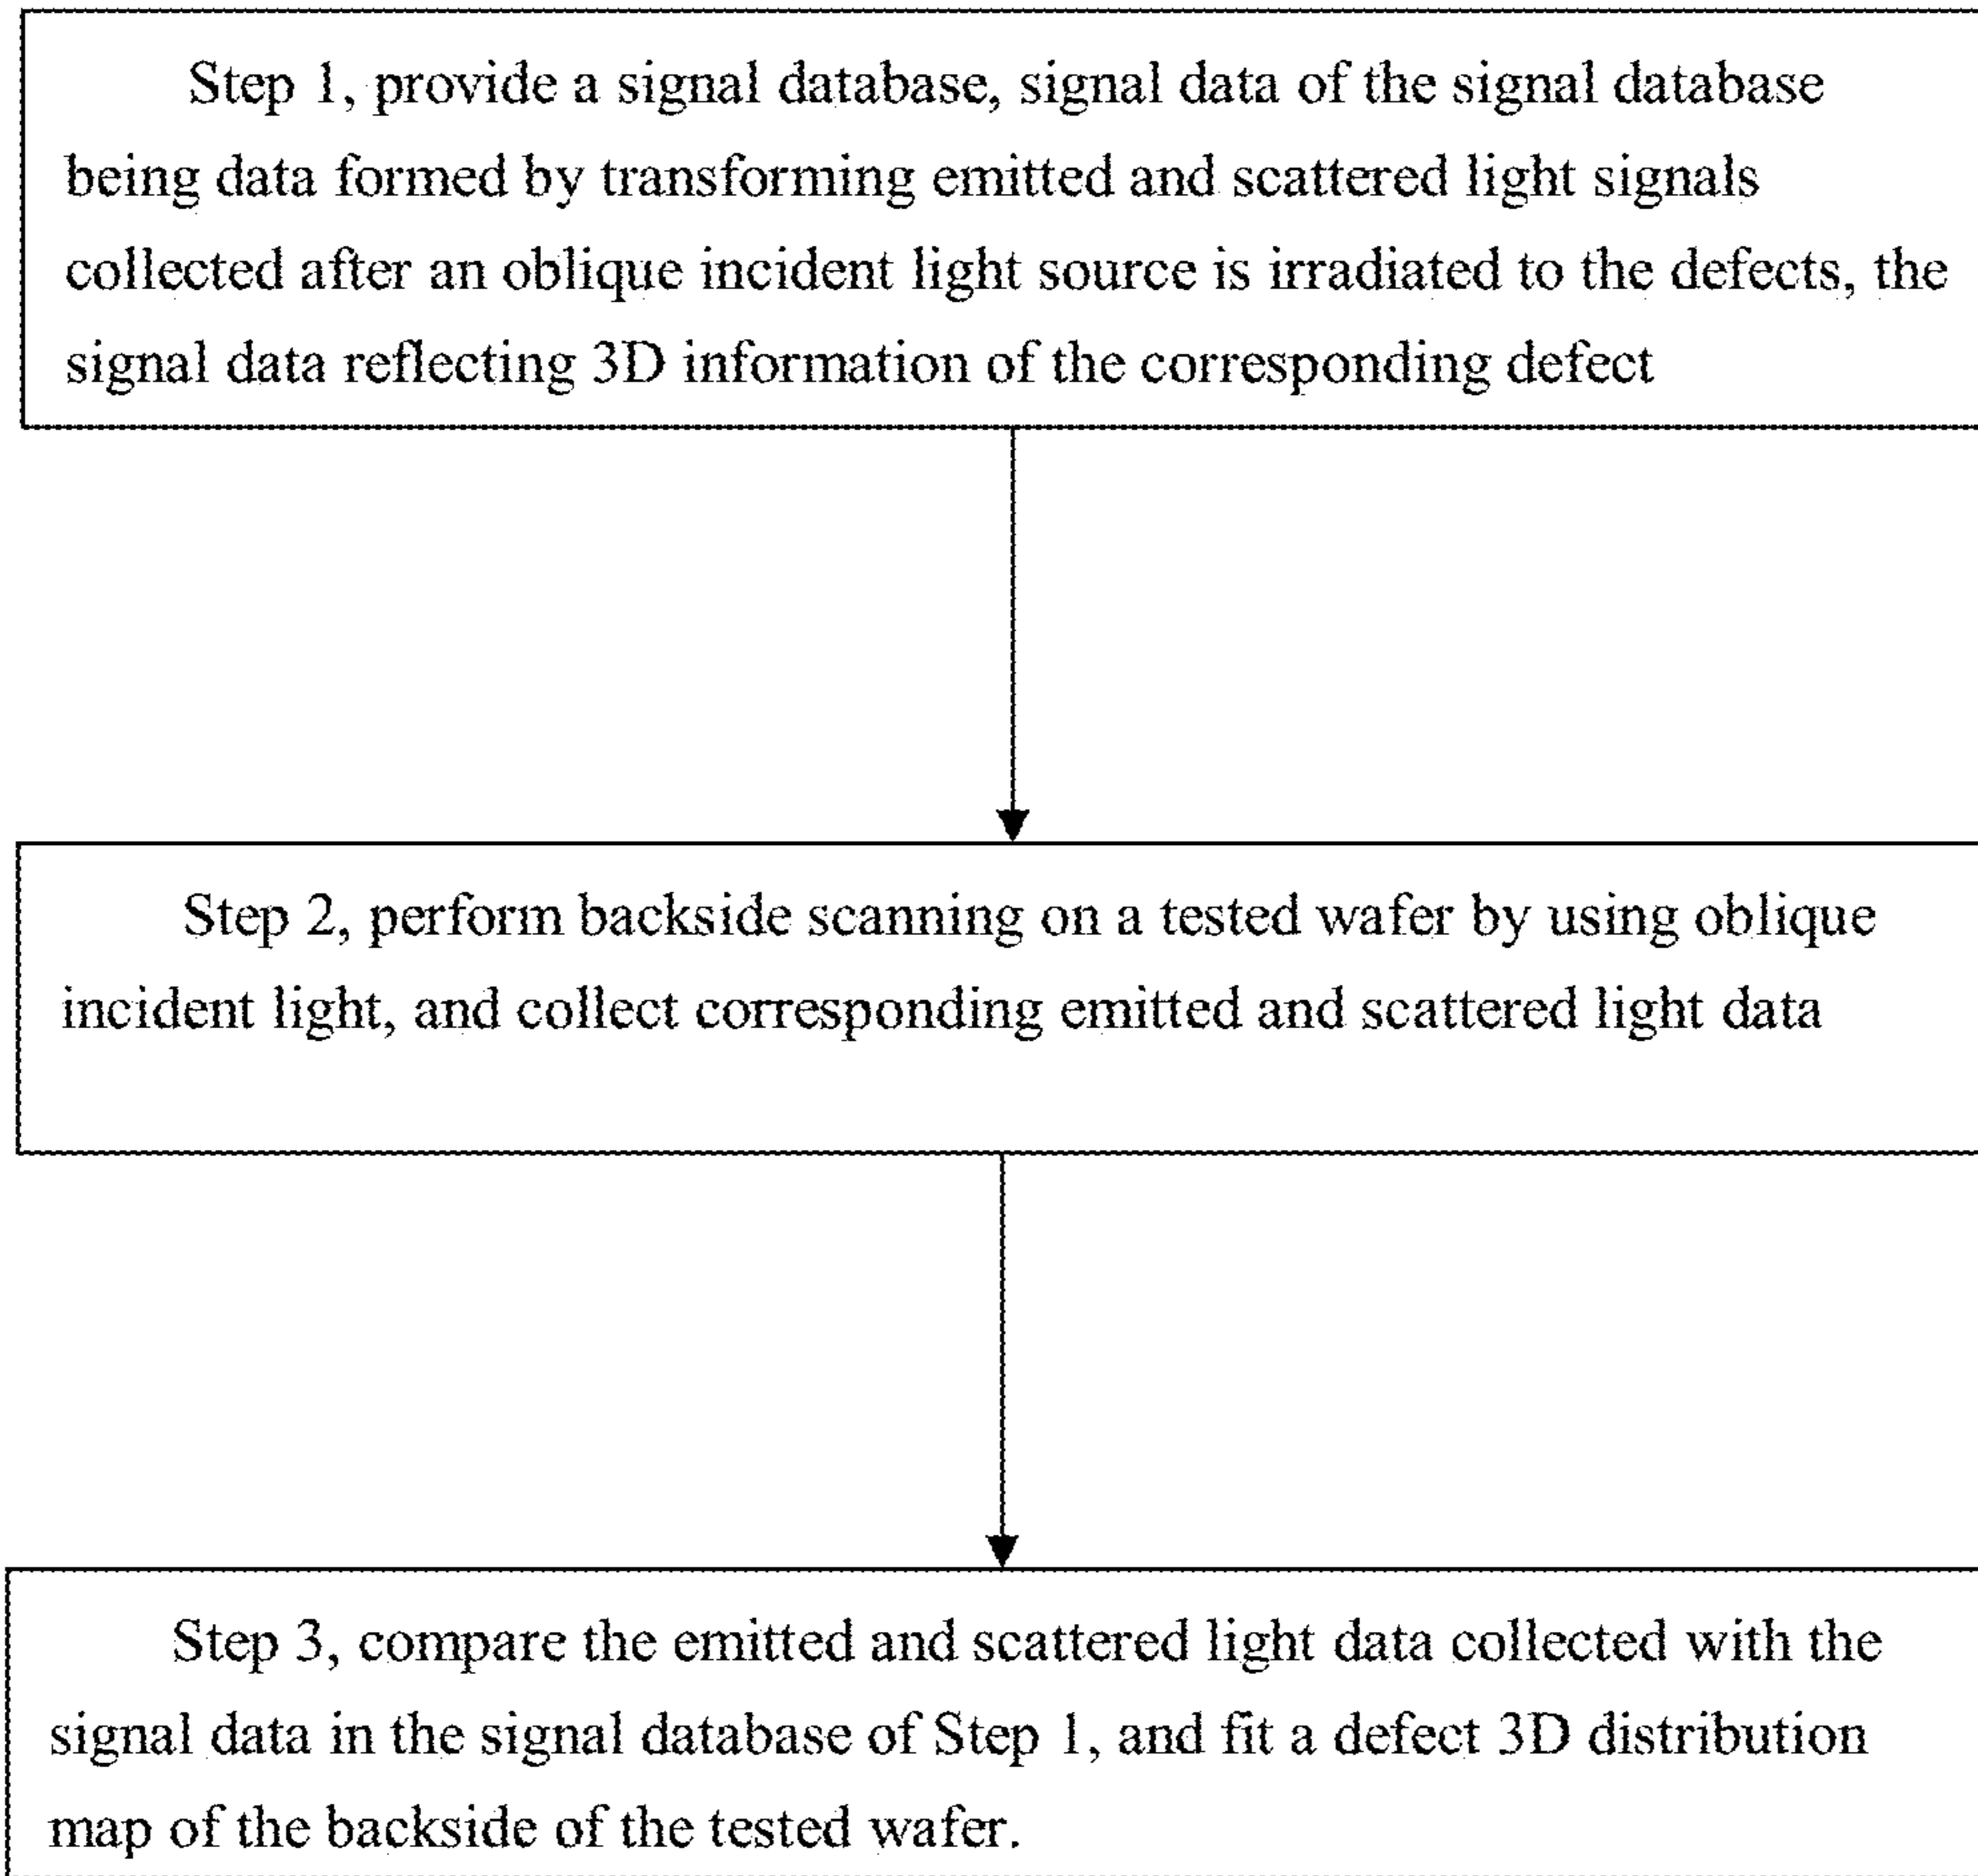 Step 1, provide a signal database, signal data of the signal database
being data formed by transforming emitted and scattered light signals
collected after an oblique incident light source is irradiated to the defects, the
signal data reflecting 3D information of the corresponding defect
Step 2, perform backside scanning on a tested wafer by using oblique
incident light, and collect corresponding emitted and scattered light data
Step 3, compare the emitted and scattered light data collected with the
signal data in the signal database of Step 1, and fit a defect 3D distribution
map of the backside of the tested wafer.